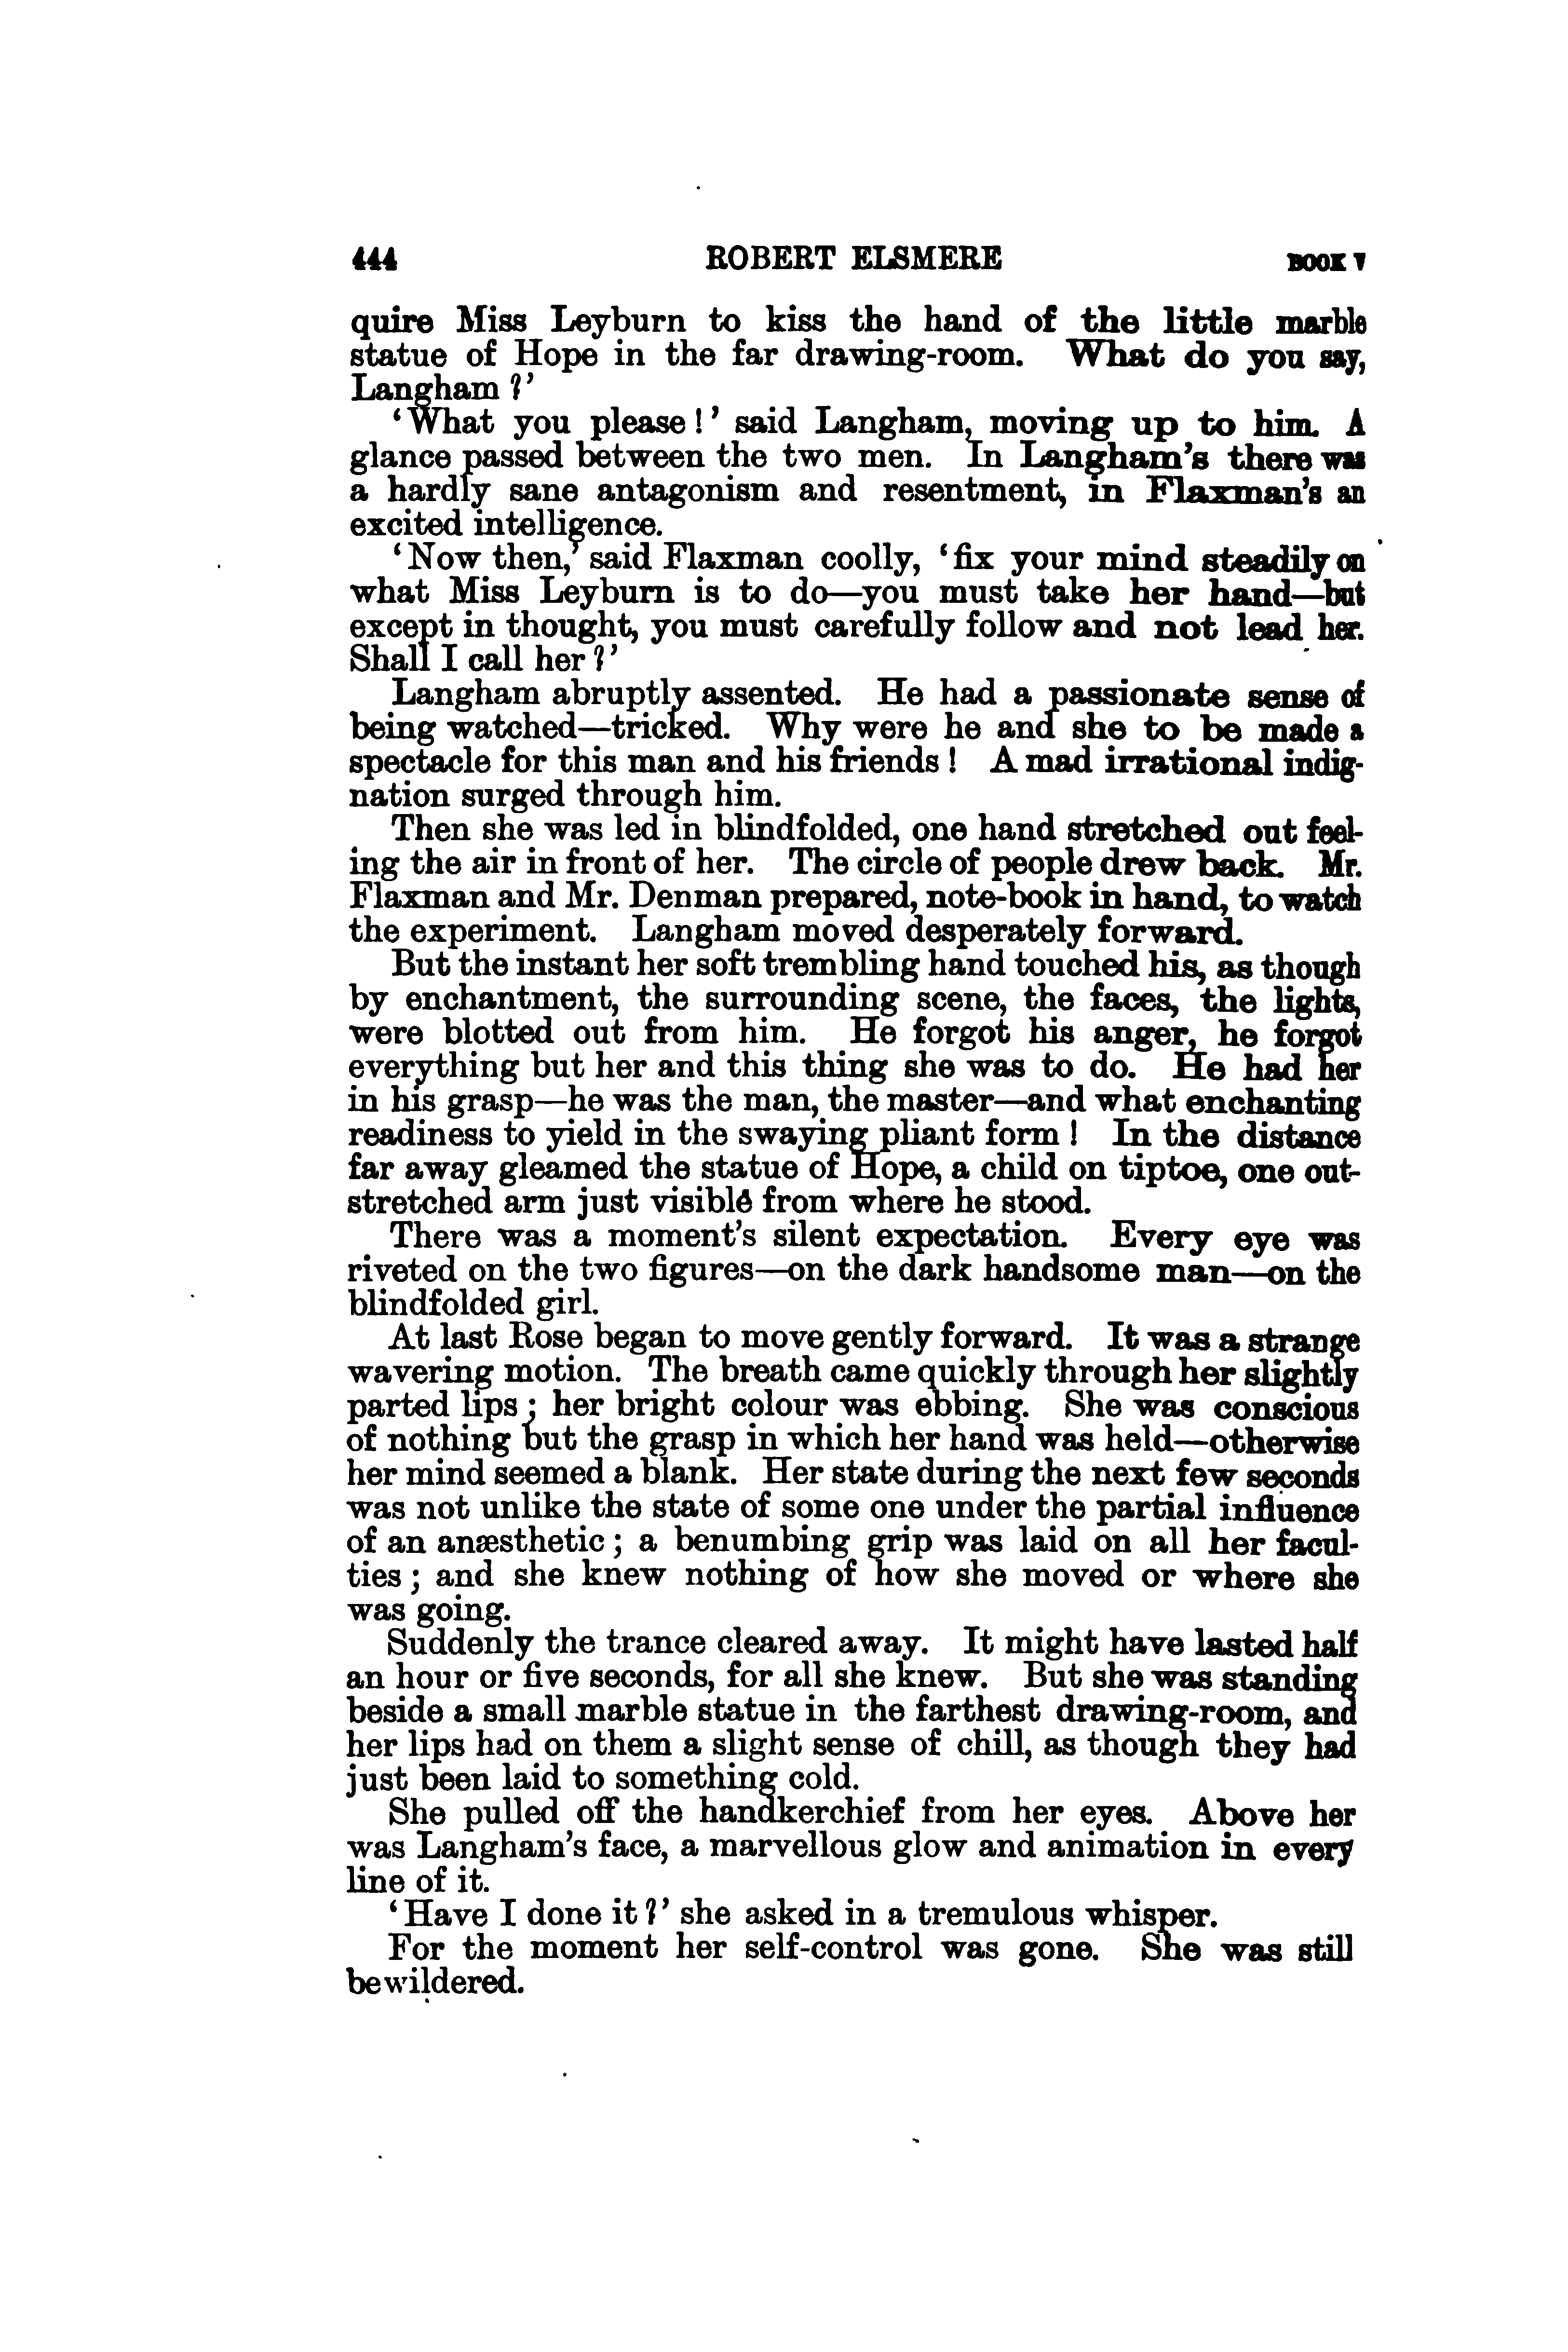 444 ROBERT ELSMERE BOOK V
quire Miss Leyburn to kiss the hand of the little marble
statue of Hope in the far drawing-room. What do you say,
Langham?'
'What you please!' said Langham, moving up to him. A
glance passed between the two men. In Langham's there was
a hardly sane antagonism and resentment, in Flaxman's an
excited intelligence.
'Now then,' said Flaxman coolly, 'fix your mind steadily on
what Miss Leyburn is to do—you must take her hand—but
except in thought, you must carefully follow and not lead her.
Shall I call her?'
Langham abruptly assented. He had a passionate sense of
being watched—tricked. Why were he and she to be made a
spectacle for this man and his friends! A mad irrational indig-
nation surged through him.
Then she was led in blindfolded, one hand stretched out feel-
ing the air in front of her. The circle of people drew back. Mr.
Flaxman and Mr. Denman prepared, note-book in hand, to watch
the experiment. Langham moved desperately forward.
But the instant her soft trembling hand touched his, as though
by enchantment, the surrounding scene, the faces, the lights,
were blotted out from him. He forgot his anger, he forgot
everything but her and this thing she was to do. He had her
in his grasp—he was the man, the master—and what enchanting
readiness to yield in the swaying pliant form! In the distance
far away gleamed the statue of Hope, a child on tiptoe, one out-
stretched arm just visible from where he stood.
There was a moment's silent expectation. Every eye was
riveted on the two figures—on the dark handsome man—on the
blindfolded girl.
At last Rose began to move gently forward. It was a strange
wavering motion. The breath came quickly through her slightly
parted lips; her bright colour was ebbing. She was conscious
of nothing but the grasp in which her hand was held—otherwise
her mind seemed a blank. Her state during the next few seconds
was not unlike the state of some one under the partial influence
of an anæsthetic; a benumbing grip was laid on all her facul-
ties; and she knew nothing of how she moved or where she
was going.
Suddenly the trance cleared away. It might have lasted half
an hour or five seconds, for all she knew. But she was standing
beside a small marble statue in the farthest drawing-room, and
her lips had on them a slight sense of chill, as though they had
just been laid to something cold.
She pulled off the handkerchief from her eyes. Above her
was Langham's face, a marvellous glow and animation in every
line of it.
'Have I done it?' she asked in a tremulous whisper.
For the moment her self-control was gone. She was still
bewildered.